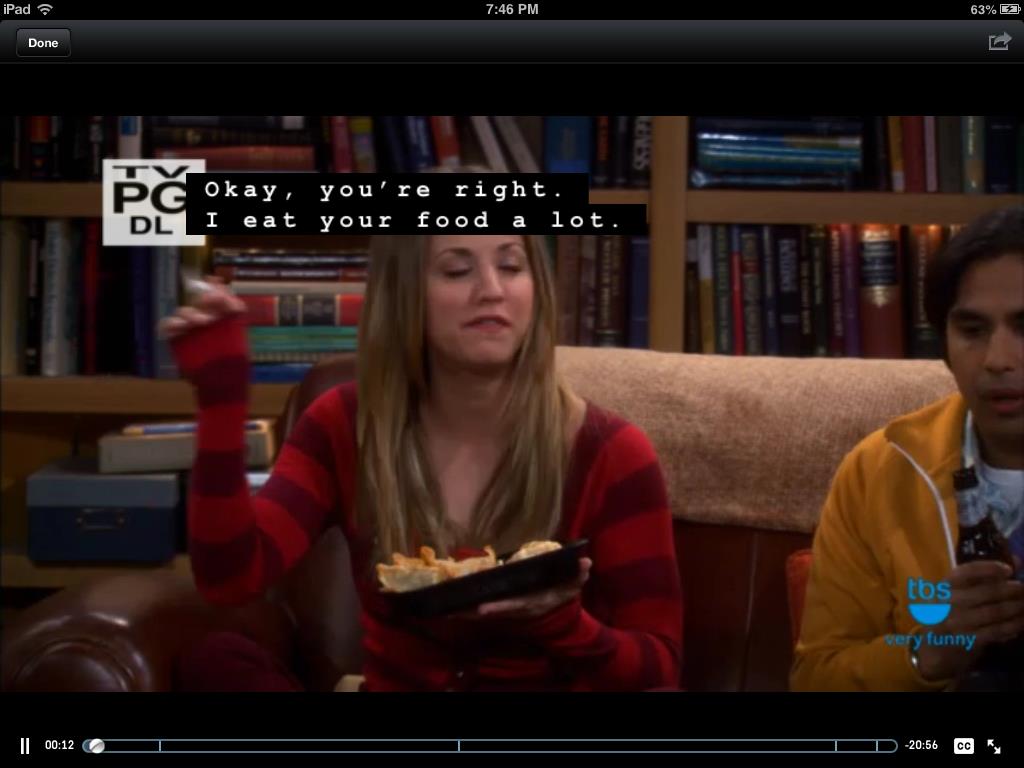 iPad 7:46 PM 63%
Done
TV
PG
DL
Okay, you're right.
I eat your food a lot.
tbs
very funny
00:12 -20:56 CC